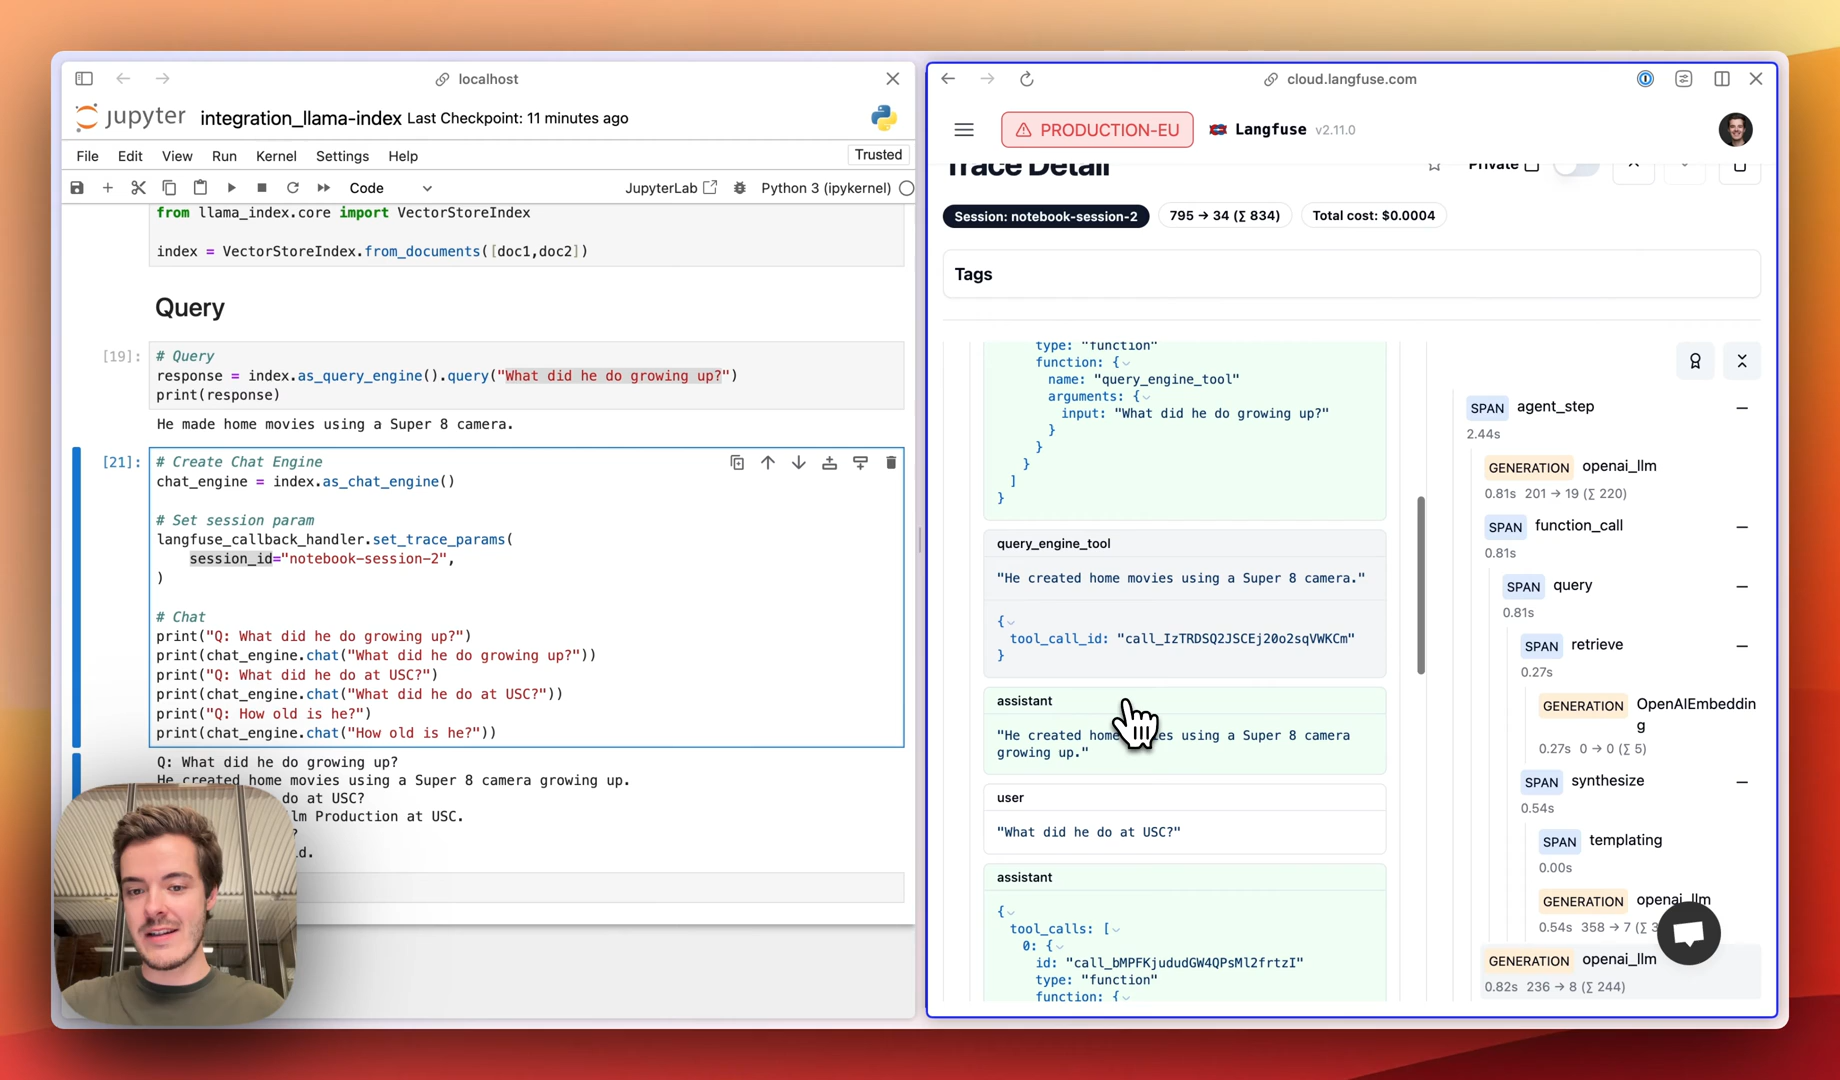 localhost
jupyter integration_llama-index Last Checkpoint: 11 minutes ago
File Edit View Run Kernel Settings Help Trusted
Code JupyterLab Python 3 (ipykernel)
from llama_index.core import VectorStoreIndex
index = VectorStoreIndex.from_documents([doc1,doc2])
Query
[19]: # Query
response = index.as_query_engine().query("What did he do growing up?")
print(response)
He made home movies using a Super 8 camera.
[21]: # Create Chat Engine
chat_engine = index.as_chat_engine()
# Set session param
langfuse_callback_handler.set_trace_params(
session_id="notebook-session-2",
)
# Chat
print("Q: What did he do growing up?")
print(chat_engine.chat("What did he do growing up?"))
print("Q: What did he do at USC?")
print(chat_engine.chat("What did he do at USC?"))
print("Q: How old is he?")
print(chat_engine.chat("How old is he?"))
Q: What did he do growing up?
He created home movies using a Super 8 camera growing up.
do at USC?
lm Production at USC.
?
d.
cloud.langfuse.com
PRODUCTION-EU Langfuse v2.11.0
Trace Detail Private
Session: notebook-session-2 795 → 34 (∑ 834) Total cost: $0.0004
Tags
type: "function"
function: {
name: "query_engine_tool"
arguments: {
input: "What did he do growing up?"
}
}
}
]
}
query_engine_tool
"He created home movies using a Super 8 camera."
{
tool_call_id: "call_IzTRDSQ2JSCEj20o2sqVWKCm"
}
assistant
"He created home movies using a Super 8 camera
growing up."
user
"What did he do at USC?"
assistant
{
tool_calls: [
0: {
id: "call_bMPFKjududGW4QPsMl2frtzI"
type: "function"
function: {
SPAN agent_step
2.44s
GENERATION openai_llm
0.81s 201 → 19 (∑ 220)
SPAN function_call
0.81s
SPAN query
0.81s
SPAN retrieve
0.27s
GENERATION OpenAIEmbeddin
g
0.27s 0 → 0 (∑ 5)
SPAN synthesize
0.54s
SPAN templating
0.00s
GENERATION openai_llm
0.54s 358 → 7 (∑ 3
GENERATION openai_llm
0.82s 236 → 8 (∑ 244)